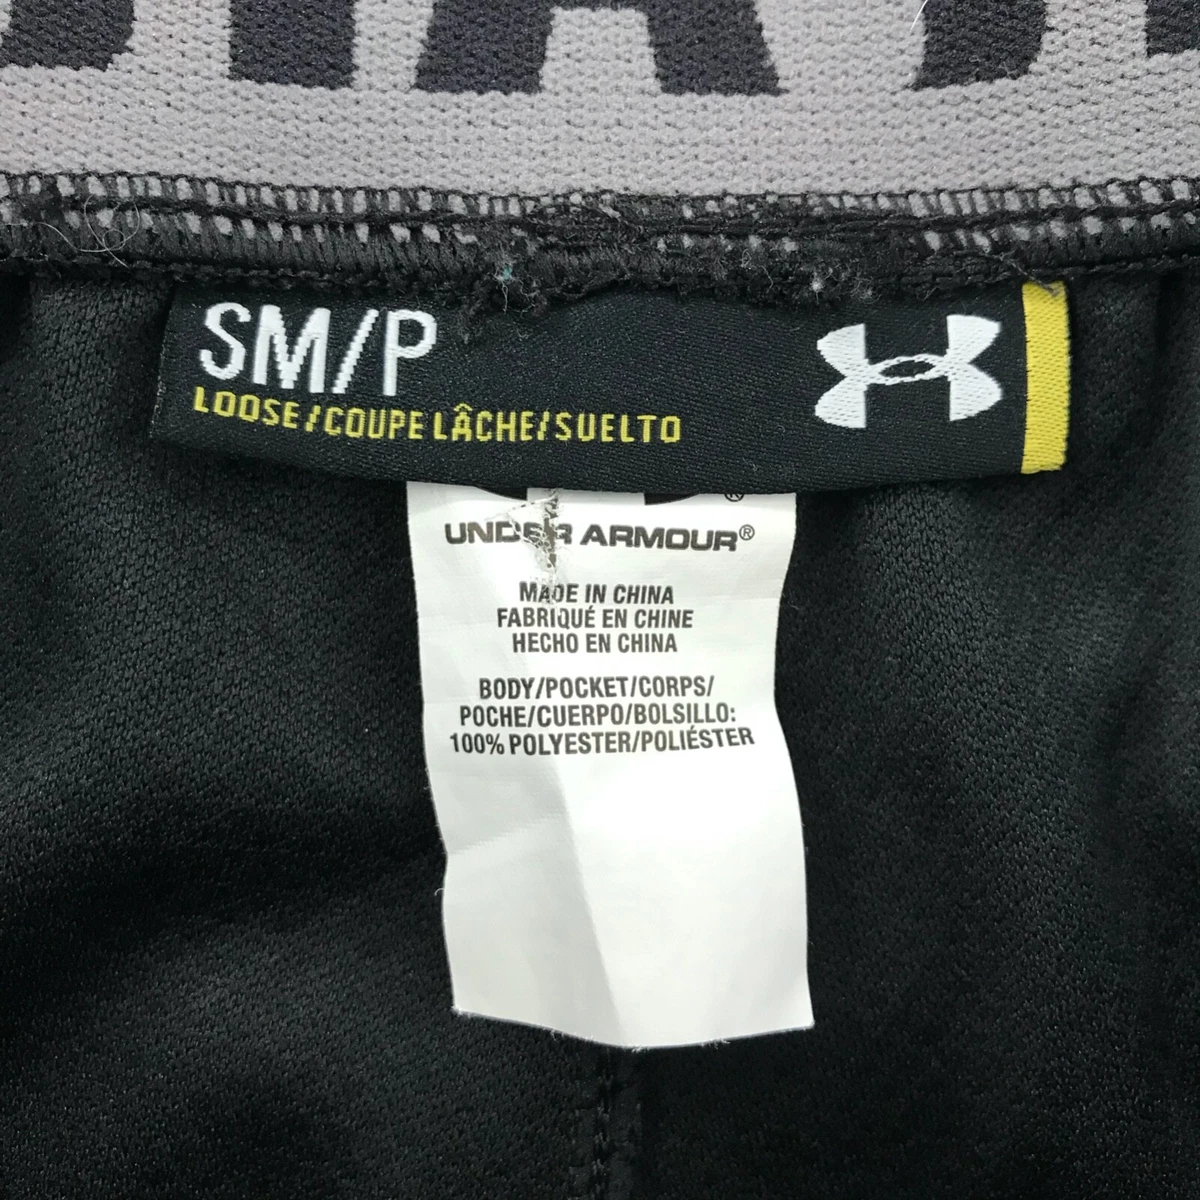 SM/P
LOOSE/COUPE LÂCHE/SUELTO
®
UNDER ARMOUR®
MADE IN CHINA
FABRIQUÉ EN CHINE
HECHO EN CHINA
BODY/POCKET/CORPS/
POCHE/CUERPO/BOLSILLO:
100% POLYESTER/POLIÉSTER